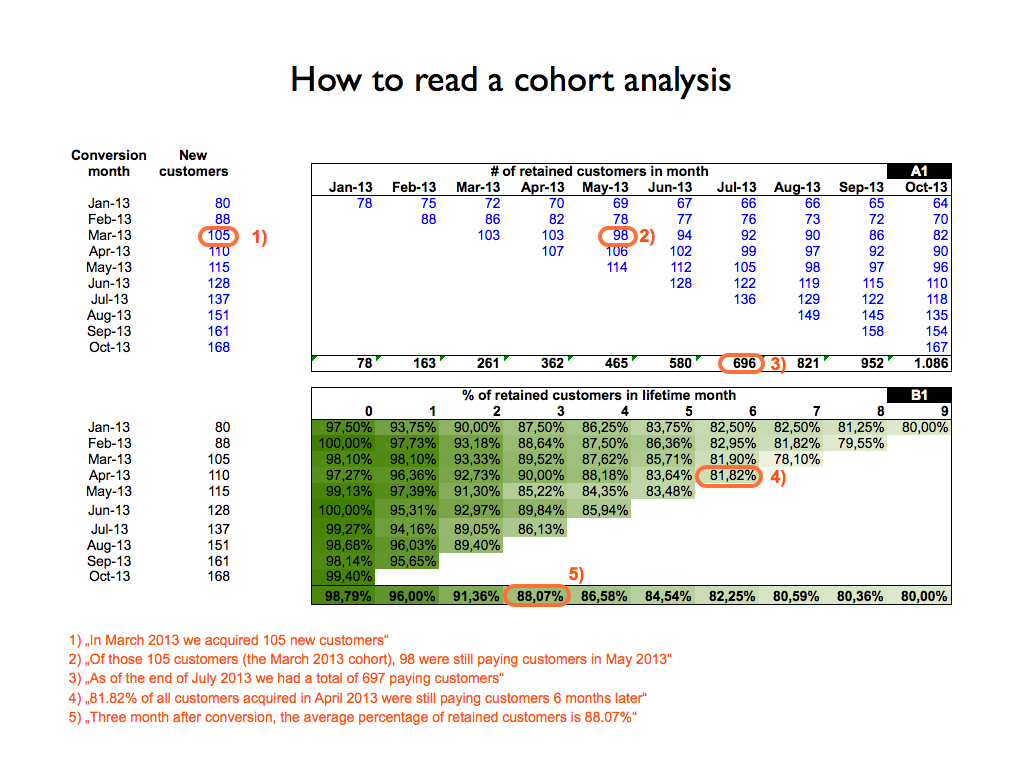 How to read a cohort analysis
Conversion month New customers
# of retained customers in month A1
Jan-13 Feb-13 Mar-13 Apr-13 May-13 Jun-13 Jul-13 Aug-13 Sep-13 Oct-13
Jan-13 80 78 75 72 70 69 67 66 66 65 64
Feb-13 88 88 86 82 78 77 76 73 72 70
Mar-13 105 1) 103 103 98 2) 94 92 90 86 82
Apr-13 110 107 106 102 99 97 92 90
May-13 115 114 112 105 98 97 96
Jun-13 128 128 122 119 115 110
Jul-13 137 136 129 122 118
Aug-13 151 149 145 135
Sep-13 161 158 154
Oct-13 168 167
78 163 261 362 465 580 696 3) 821 952 1.086
% of retained customers in lifetime month B1
0 1 2 3 4 5 6 7 8 9
Jan-13 80 97,50% 93,75% 90,00% 87,50% 86,25% 83,75% 82,50% 82,50% 81,25% 80,00%
Feb-13 88 100,00% 97,73% 93,18% 88,64% 87,50% 86,36% 82,95% 81,82% 79,55%
Mar-13 105 98,10% 98,10% 93,33% 89,52% 87,62% 85,71% 81,90% 78,10%
Apr-13 110 97,27% 96,36% 92,73% 90,00% 88,18% 83,64% 81,82% 4)
May-13 115 99,13% 97,39% 91,30% 85,22% 84,35% 83,48%
Jun-13 128 100,00% 95,31% 92,97% 89,84% 85,94%
Jul-13 137 99,27% 94,16% 89,05% 86,13%
Aug-13 151 98,68% 96,03% 89,40%
Sep-13 161 98,14% 95,65%
Oct-13 168 99,40% 5)
98,79% 96,00% 91,36% 88,07% 86,58% 84,54% 82,25% 80,59% 80,36% 80,00%
1) „In March 2013 we acquired 105 new customers“
2) „Of those 105 customers (the March 2013 cohort), 98 were still paying customers in May 2013“
3) „As of the end of July 2013 we had a total of 697 paying customers“
4) „81.82% of all customers acquired in April 2013 were still paying customers 6 months later“
5) „Three month after conversion, the average percentage of retained customers is 88.07%“